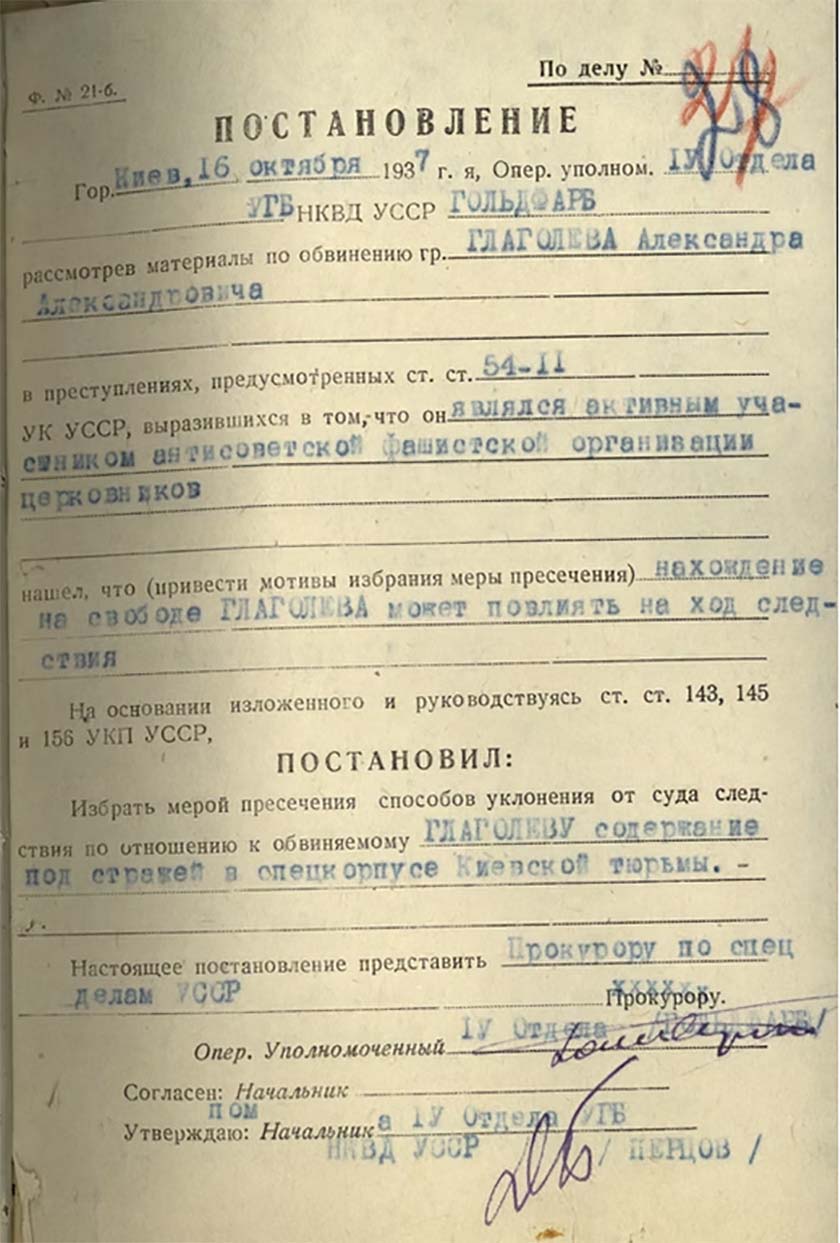 По делу №
Ф. № 21-б.
ПОСТАНОВЛЕНИЕ
Гор. Киев, 16 октября 1937 г. я, Опер. уполном. IУ Отдела
УГБ НКВД УССР ГОЛЬДФАРБ
рассмотрев материалы по обвинению гр. ГЛАГОЛЕВА Александра
Александровича
в преступлениях, предусмотренных ст. ст. 54-II
УК УССР, выразившихся в том, что он являлся активным уча-
стником антисоветской фашистской организации
церковников
нашел, что (привести мотивы избрания меры пресечения) нахождение
на свободе ГЛАГОЛЕВА может повлиять на ход след-
ствия
На основании изложенного и руководствуясь ст. ст. 143, 145
и 156 УКП УССР,
ПОСТАНОВИЛ:
Избрать мерой пресечения способов уклонения от суда след-
ствия по отношению к обвиняемому ГЛАГОЛЕВУ содержание
под стражей в спецкорпусе Киевской тюрьмы. -
Настоящее постановление представить Прокурору по спец
делам УССР Прокурору.
Опер. Уполномоченный IУ Отдела /ГОЛЬДФАРБ/
Согласен: Начальник
Утверждаю: пом Начальника IУ Отдела УГБ
НКВД УССР / ПЕРЦОВ /